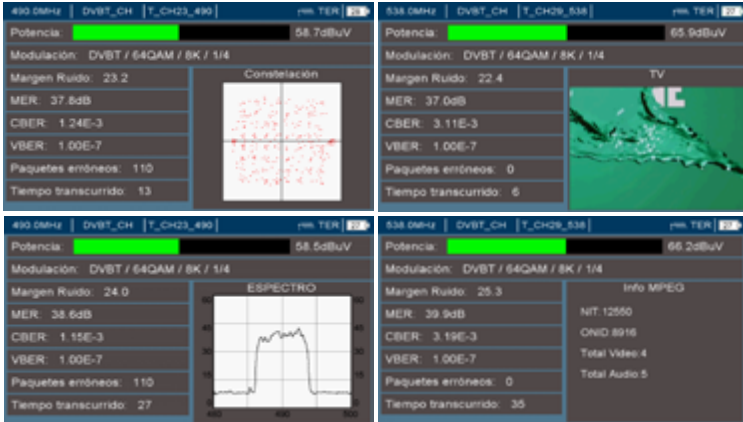 490.0MHz DVBT_CH T_CH23_490 TER
Potencia: 58.7dBuV
Modulación: DVBT / 64QAM / 8K / 1/4
Margen Ruido: 23.2
Constelación
MER: 37.8dB
CBER: 1.24E-3
VBER: 1.00E-7
Paquetes erróneos: 110
Tiempo transcurrido: 13
538.0MHz DVBT_CH T_CH29_538 TER
Potencia: 65.9dBuV
Modulación: DVBT / 64QAM / 8K / 1/4
Margen Ruido: 22.4
TV
MER: 37.0dB
CBER: 3.11E-3
VBER: 1.00E-7
Paquetes erróneos: 0
Tiempo transcurrido: 6
490.0MHz DVBT_CH T_CH23_490 TER
Potencia: 58.5dBuV
Modulación: DVBT / 64QAM / 8K / 1/4
Margen Ruido: 24.0
ESPECTRO
MER: 38.6dB
CBER: 1.15E-3
VBER: 1.00E-7
Paquetes erróneos: 110
Tiempo transcurrido: 27
460 490 500
538.0MHz DVBT_CH T_CH29_538 TER
Potencia: 66.2dBuV
Modulación: DVBT / 64QAM / 8K / 1/4
Margen Ruido: 25.3
Info MPEG
MER: 39.9dB
NIT:12550
CBER: 3.19E-3
ONID:8916
VBER: 1.00E-7
Total Video:4
Paquetes erróneos: 0
Total Audio:5
Tiempo transcurrido: 35